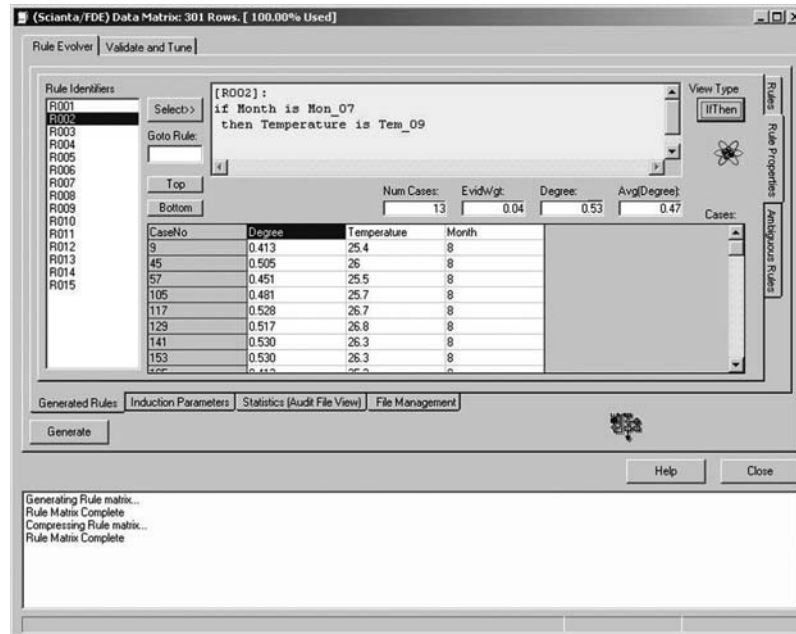 (Scianta/FDE) Data Matrix: 301 Rows. [ 100.00% Used]
Rule Evolver
Validate and Tune
Rule Identifiers
R001
R002
R003
R004
R005
R006
R007
R008
R009
R010
R011
R012
R013
R014
R015
Select>>
Goto Rule:
Top
Bottom
[R002]:
if Month is Mon_07
then Temperature is Tem_09
View Type
IfThen
Rules
Rule Properties
Ambiguous Rules
Num Cases: EvidWgt: Degree: Avg(Degree):
13 0.04 0.53 0.47
Cases:
CaseNo Degree Temperature Month
9 0.413 25.4 8
45 0.505 26 8
57 0.451 25.5 8
105 0.481 25.7 8
117 0.528 26.7 8
129 0.517 26.8 8
141 0.530 26.3 8
153 0.530 26.3 8
Generated Rules
Induction Parameters
Statistics (Audit File View)
File Management
Generate
Help
Close
Generating Rule matrix...
Rule Matrix Complete
Compressing Rule matrix...
Rule Matrix Complete